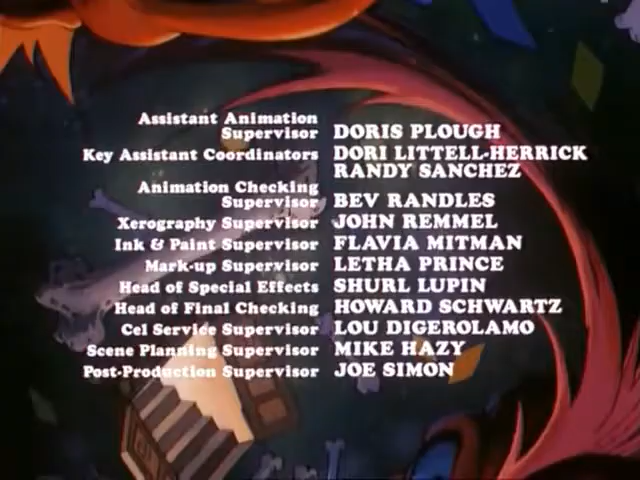 Assistant Animation
Supervisor DORIS PLOUGH
Key Assistant Coordinators DORI LITTELL-HERRICK
RANDY SANCHEZ
Animation Checking
Supervisor BEV RANDLES
Xerography Supervisor JOHN REMMEL
Ink & Paint Supervisor FLAVIA MITMAN
Mark-up Supervisor LETHA PRINCE
Head of Special Effects SHURL LUPIN
Head of Final Checking HOWARD SCHWARTZ
Cel Service Supervisor LOU DIGEROLAMO
Scene Planning Supervisor MIKE HAZY
Post-Production Supervisor JOE SIMON